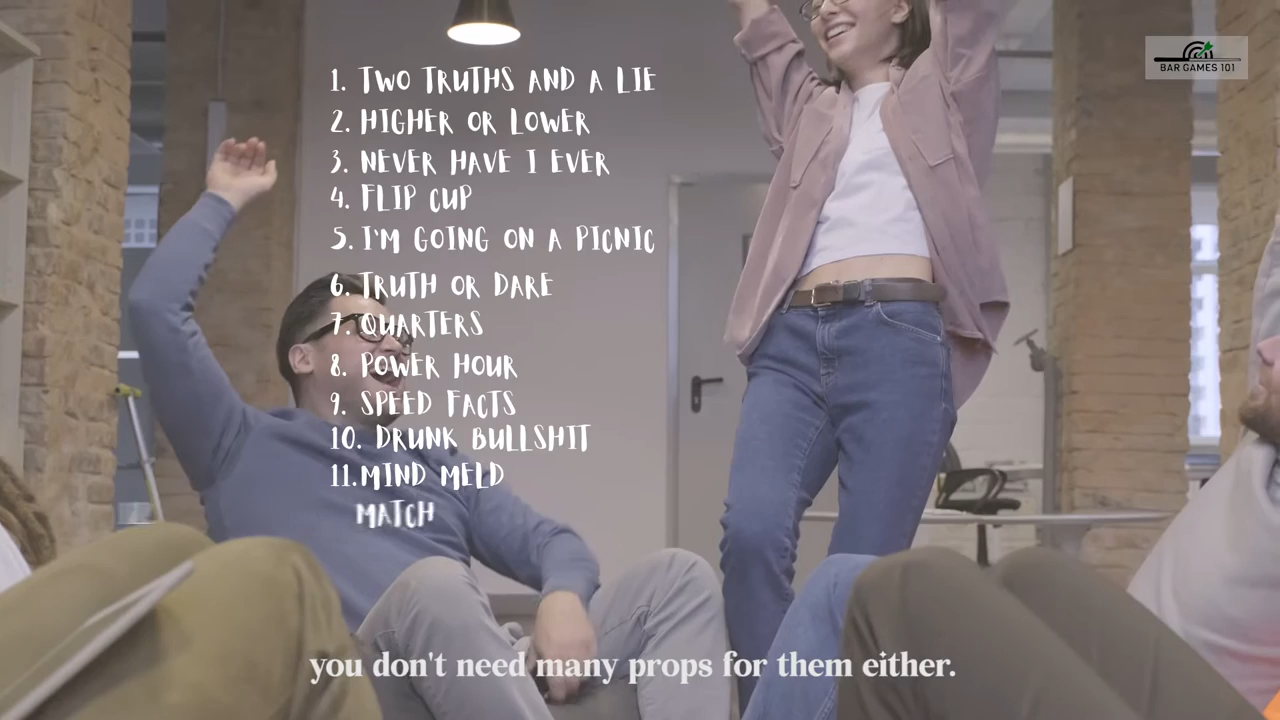 BAR GAMES 101
1. TWO TRUTHS AND A LIE
2. HIGHER OR LOWER
3. NEVER HAVE I EVER
4. FLIP CUP
5. I'M GOING ON A PICNIC
6. TRUTH OR DARE
7. QUARTERS
8. POWER HOUR
9. SPEED FACTS
10. DRUNK BULLSHIT
11. MIND MELD
MATCH
you don't need many props for them either.